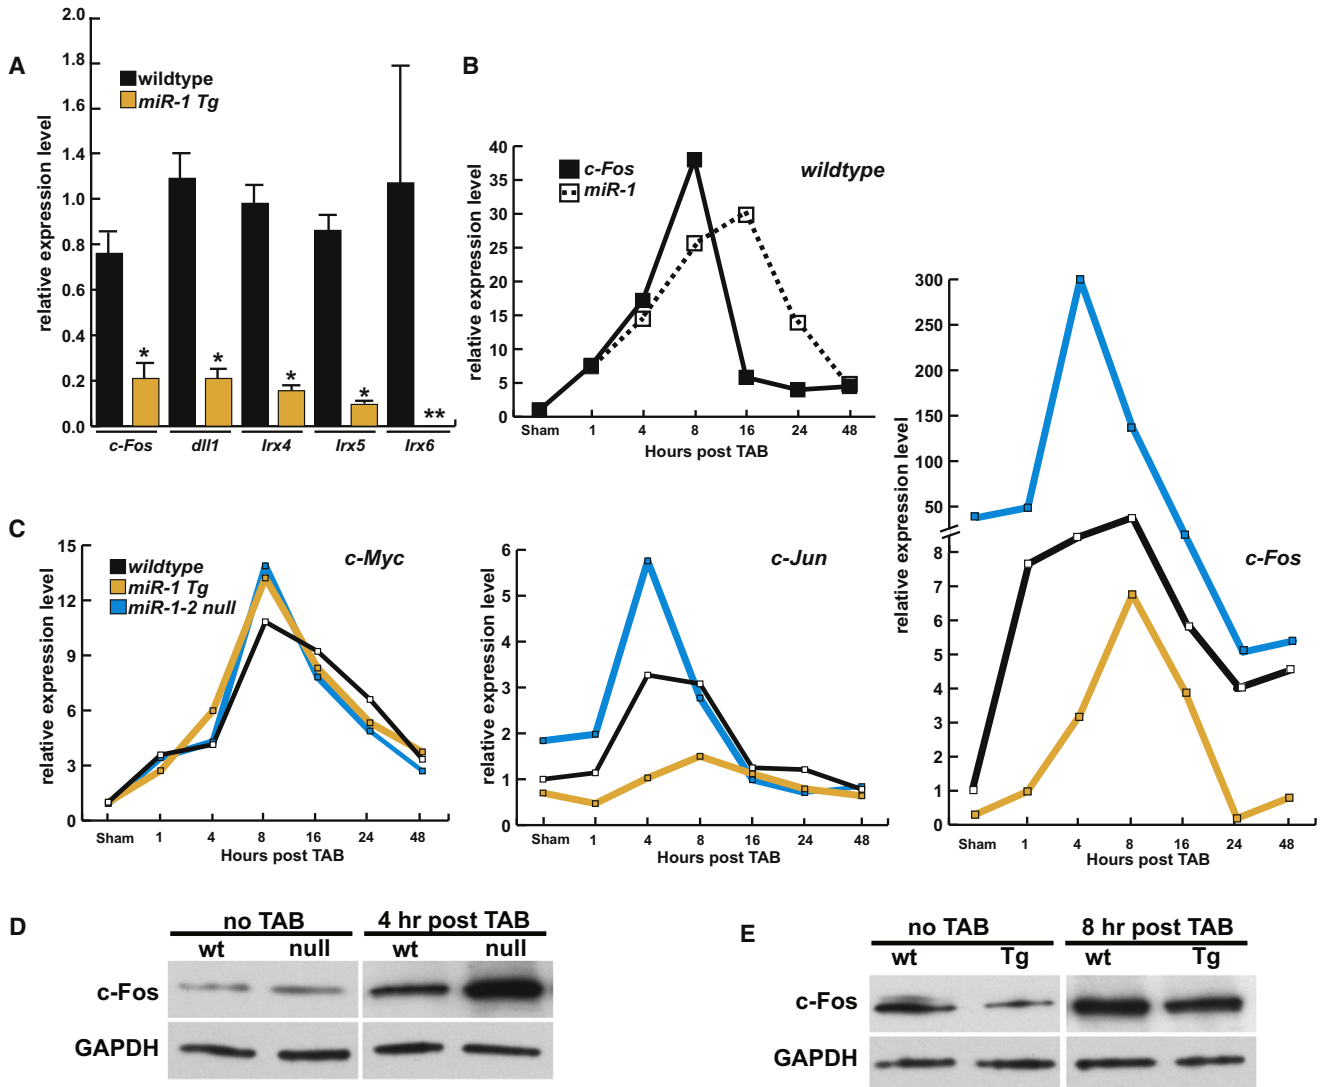 A
2.0
1.8
1.6
1.4
1.2
1.0
0.8
0.6
0.4
0.2
0.0
relative expression level
wildtype
miR-1 Tg
*
*
*
*
**
c-Fos
dll1
Irx4
Irx5
Irx6
B
40
35
30
25
20
15
10
5
0
relative expression level
c-Fos
miR-1
wildtype
Sham 1 4 8 16 24 48
Hours post TAB
C
15
12
9
6
3
0
relative expression level
wildtype
miR-1 Tg
miR-1-2 null
c-Myc
Sham 1 4 8 16 24 48
Hours post TAB
6
5
4
3
2
1
0
relative expression level
c-Jun
Sham 1 4 8 16 24 48
Hours post TAB
300
250
200
150
100
50
8
7
6
5
4
3
2
1
0
relative expression level
c-Fos
Sham 1 4 8 16 24 48
Hours post TAB
D
no TAB
4 hr post TAB
wt null wt null
c-Fos
GAPDH
E
no TAB
8 hr post TAB
wt Tg wt Tg
c-Fos
GAPDH